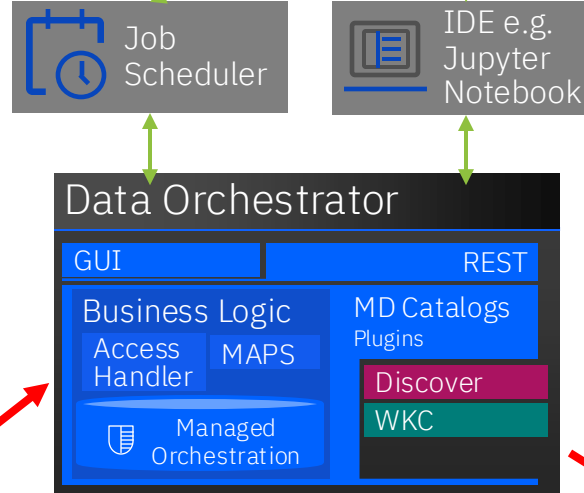 Job
Scheduler
IDE e.g.
Jupyter
Notebook
Data Orchestrator
GUI
REST
Business Logic
Access
Handler
MAPS
Managed
Orchestration
MD Catalogs
Plugins
Discover
WKC